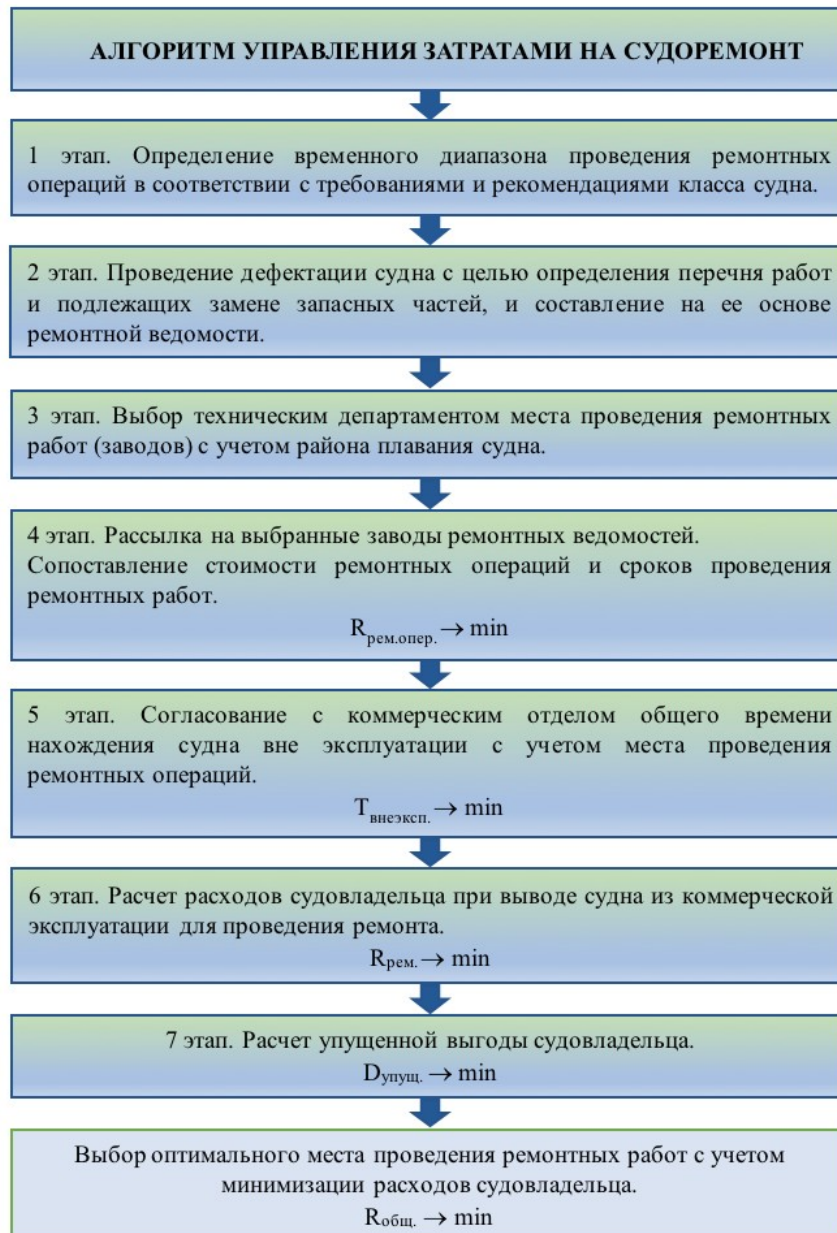 АЛГОРИТМ УПРАВЛЕНИЯ ЗАТРАТАМИ НА СУДОРЕМОНТ
1 этап. Определение временного диапазона проведения ремонтных
операций в соответствии с требованиями и рекомендациями класса судна.
2 этап. Проведение дефектации судна с целью определения перечня работ
и подлежащих замене запасных частей, и составление на ее основе
ремонтной ведомости.
3 этап. Выбор техническим департаментом места проведения ремонтных
работ (заводов) с учетом района плавания судна.
4 этап. Рассылка на выбранные заводы ремонтных ведомостей.
Сопоставление стоимости ремонтных операций и сроков проведения
ремонтных работ.
R рем.опер. → min
5 этап. Согласование с коммерческим отделом общего времени
нахождения судна вне эксплуатации с учетом места проведения
ремонтных операций.
T внеэксп. → min
6 этап. Расчет расходов судовладельца при выводе судна из коммерческой
эксплуатации для проведения ремонта.
R рем. → min
7 этап. Расчет упущенной выгоды судовладельца.
D упущ. → min
Выбор оптимального места проведения ремонтных работ с учетом
минимизации расходов судовладельца.
R общ. → min